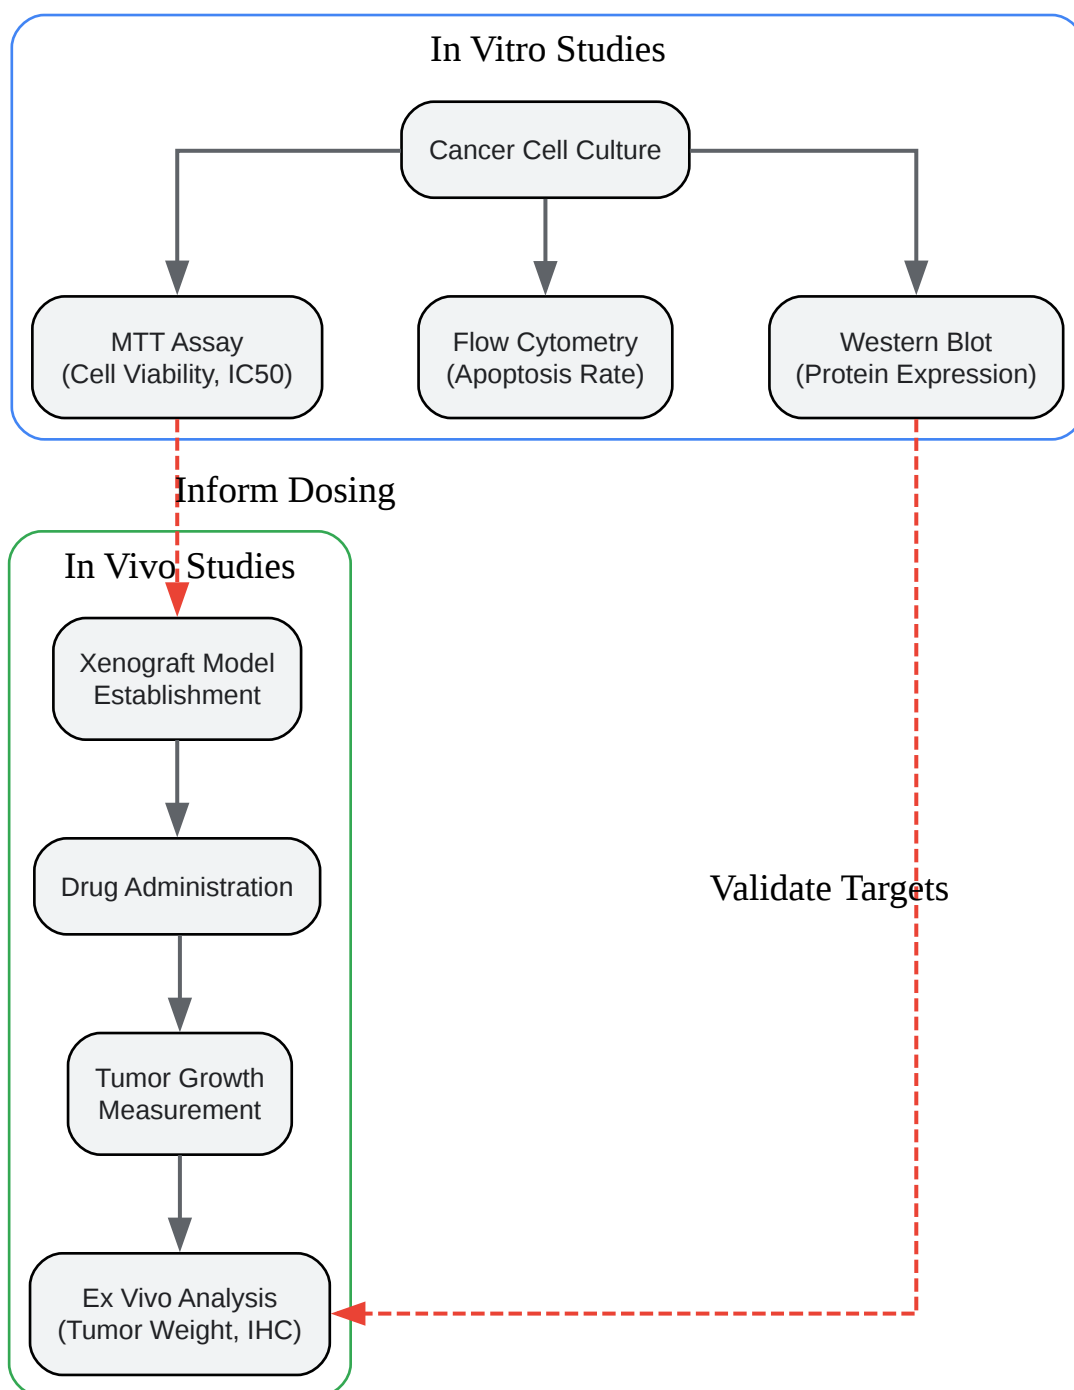 In Vitro Studies
Cancer Cell Culture
MTT Assay
(Cell Viability, IC50)
Flow Cytometry
(Apoptosis Rate)
Western Blot
(Protein Expression)
Inform Dosing
In Vivo Studies
Xenograft Model
Establishment
Drug Administration
Validate Targets
Tumor Growth
Measurement
Ex Vivo Analysis
(Tumor Weight, IHC)